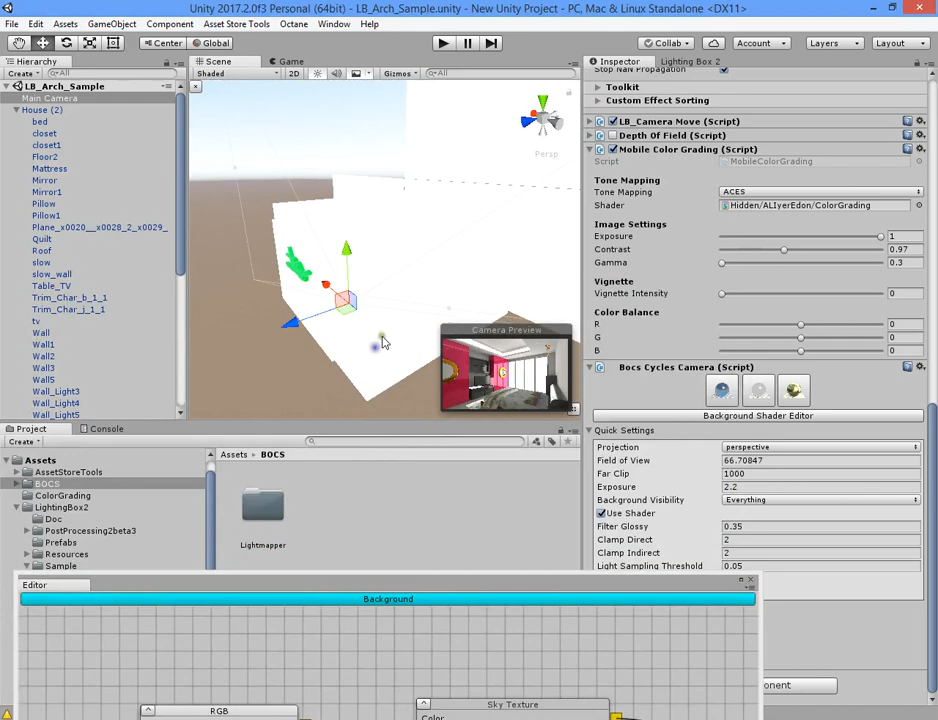 Unity 2017.2.0f3 Personal (64bit) - LB_Arch_Sample.unity - New Unity Project - PC, Mac & Linux Standalone <DX11>
File Edit Assets GameObject Component Asset Store Tools Octane Window Help
Center Global Collab Account Layers Layout
Hierarchy Scene Game Inspector Lighting Box 2
Create All Shaded 2D Gizmos All Stop NaN Propagation
LB_Arch_Sample
Main Camera
House (2)
bed
closet
closet1
Floor2
Mattress
Mirror
Mirror1
Pillow
Pillow1
Plane_x0020__x0028_2_x0029_
Quilt
Roof
slow
slow_wall
Table_TV
Trim_Char_b_1_1
Trim_Char_j_1_1
tv
Wall
Wall1
Wall2
Wall3
Wall5
Wall_Light3
Wall_Light4
Wall_Light5
Persp
Camera Preview
Toolkit
Custom Effect Sorting
LB_Camera Move (Script)
Depth Of Field (Script)
Mobile Color Grading (Script)
Script MobileColorGrading
Tone Mapping
Tone Mapping ACES
Shader Hidden/ALIyerEdon/ColorGrading
Image Settings
Exposure 1
Contrast 0.97
Gamma 0.3
Vignette
Vignette Intensity 0
Color Balance
R 0
G 0
B 0
Bocs Cycles Camera (Script)
Background Shader Editor
Quick Settings
Projection perspective
Field of View 66.70847
Far Clip 1000
Exposure 2.2
Background Visibility Everything
Use Shader
Filter Glossy 0.35
Clamp Direct 2
Clamp Indirect 2
Light Sampling Threshold 0.05
Project Console
Create
Assets
AssetStoreTools
BOCS
ColorGrading
LightingBox2
Doc
PostProcessing2beta3
Prefabs
Resources
Sample
Assets BOCS
Lightmapper
Editor
Background
RGB
Sky Texture
Color
ponent